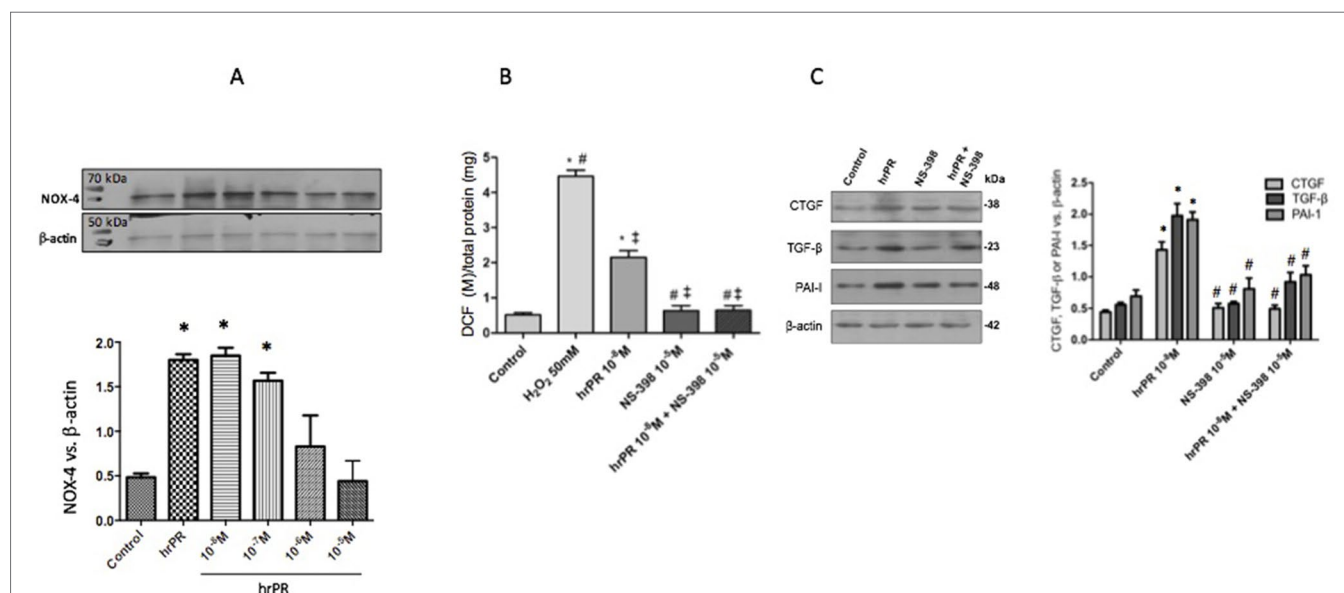 A
70 kDa
NOX-4
50 kDa
β-actin
NOX-4 vs. β-actin
2.0
1.5
1.0
0.5
0.0
* * *
Control
hrPR
10⁻⁸M
10⁻⁷M
10⁻⁶M
10⁻⁵M
hrPR
B
DCF (M)/total protein (mg)
5
4
3
2
1
0
* #
* ‡
# ‡
#‡
Control
H₂O₂ 50mM
hrPR 10⁻⁸M
NS-398 10⁻⁵M
hrPR 10⁻⁸M + NS-398 10⁻⁵M
C
Control
hrPR
NS-398
hrPR +
NS-398
kDa
CTGF
-38
TGF-β
-23
PAI-I
-48
β-actin
-42
CTGF, TGF-β or PAI-I vs. β-actin
2.5
2.0
1.5
1.0
0.5
0.0
CTGF
TGF-β
PAI-1
* * *
# # #
# # #
Control
hrPR 10⁻⁸M
NS-398 10⁻⁵M
hrPR 10⁻⁸M + NS-398 10⁻⁵M